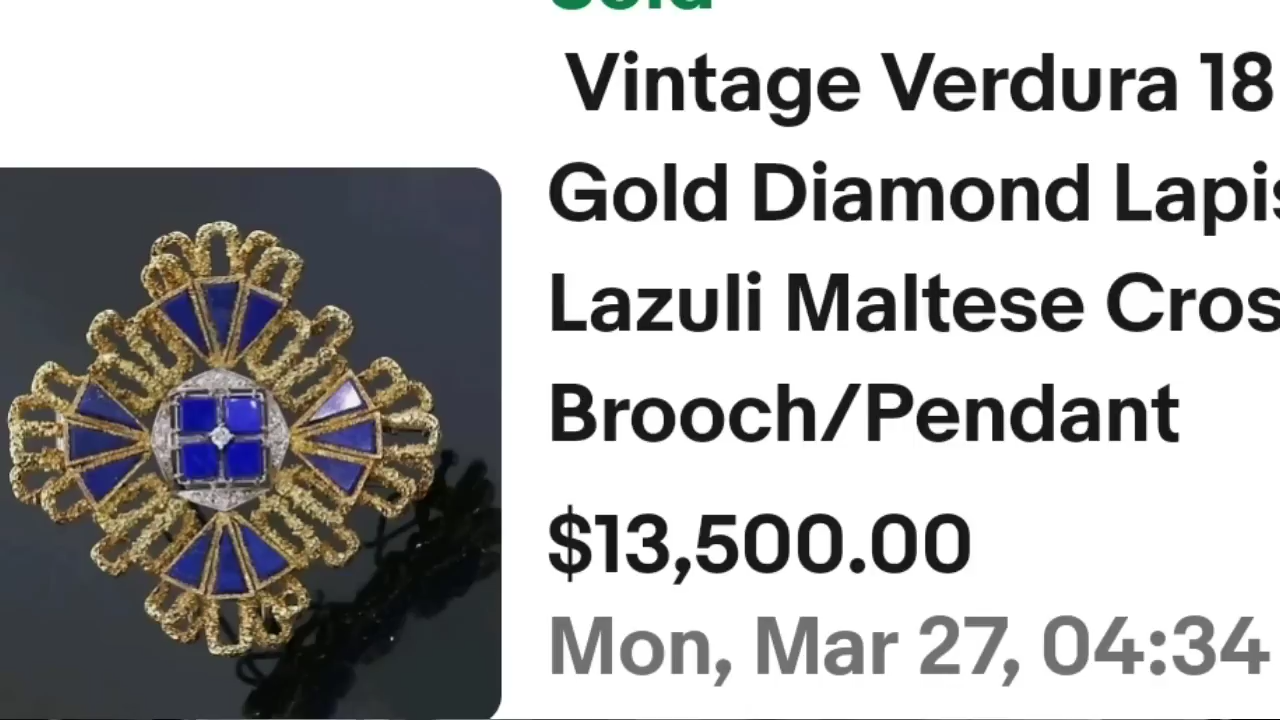 Sold
Vintage Verdura 18
Gold Diamond Lapis
Lazuli Maltese Cros
Brooch/Pendant
$13,500.00
Mon, Mar 27, 04:34